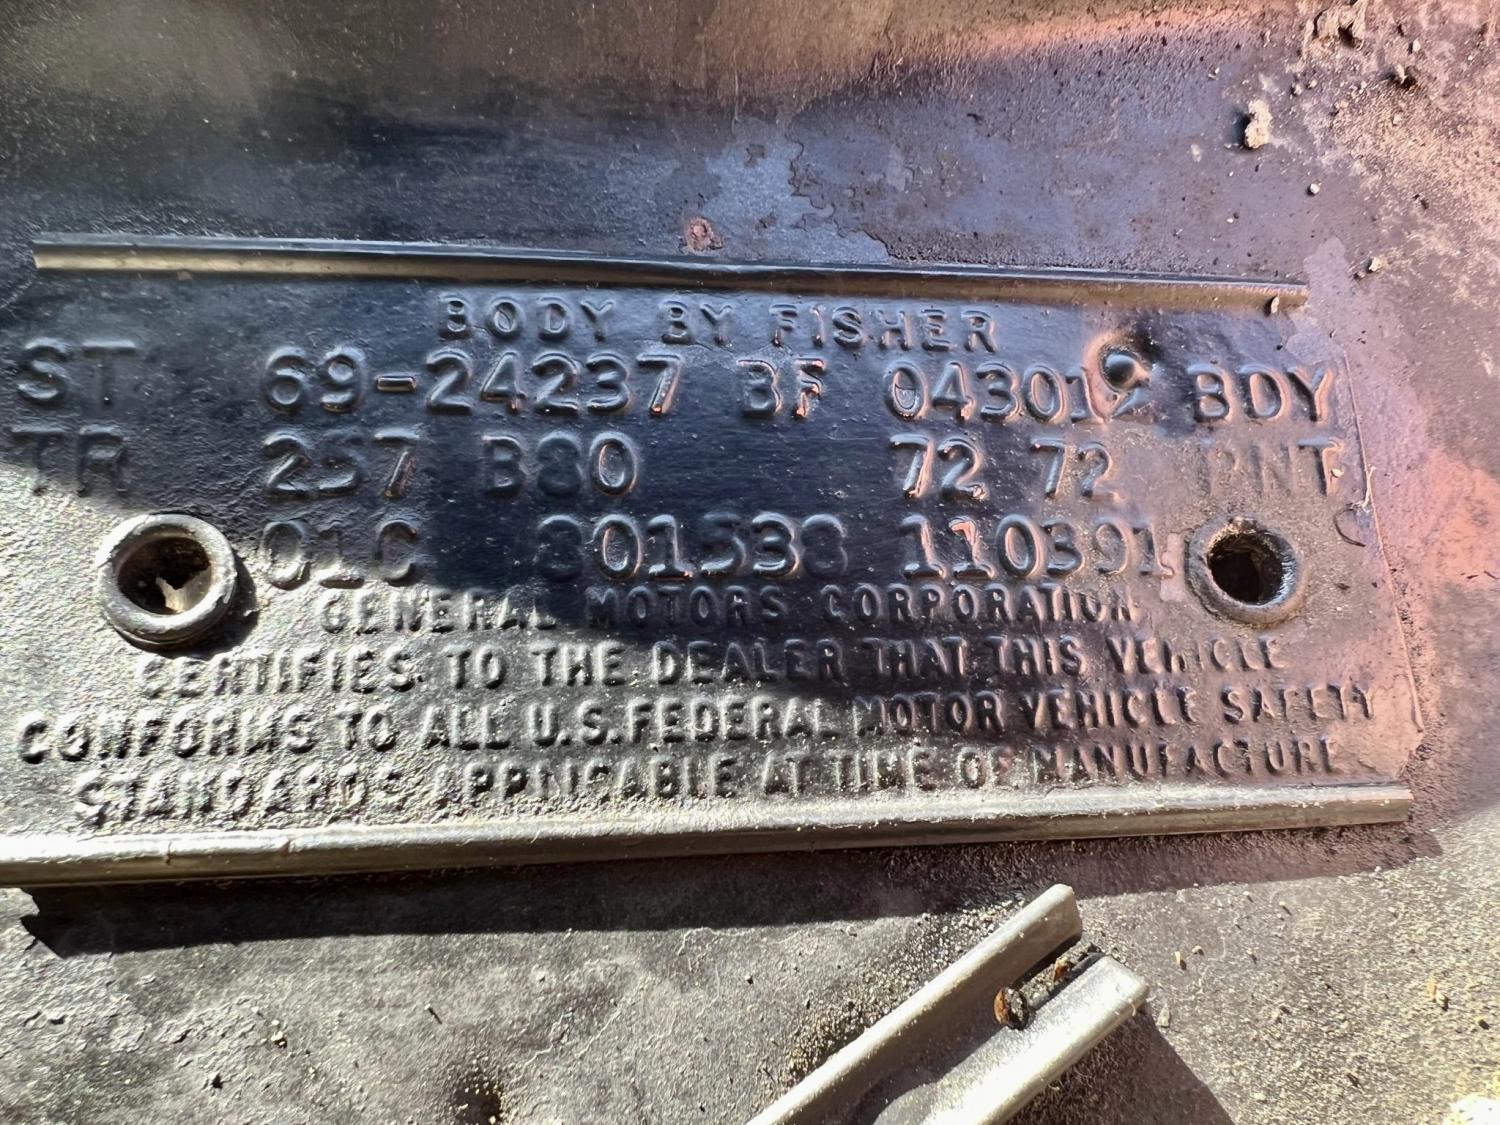 BODY BY FISHER
ST 69-24237 BF 043019 BDY
TR 257 B80 72 72 PNT
01C 801538 110391
GENERAL MOTORS CORPORATION
CERTIFIES TO THE DEALER THAT THIS VEHICLE
CONFORMS TO ALL U.S. FEDERAL MOTOR VEHICLE SAFETY
STANDARDS APPLICABLE AT TIME OF MANUFACTURE